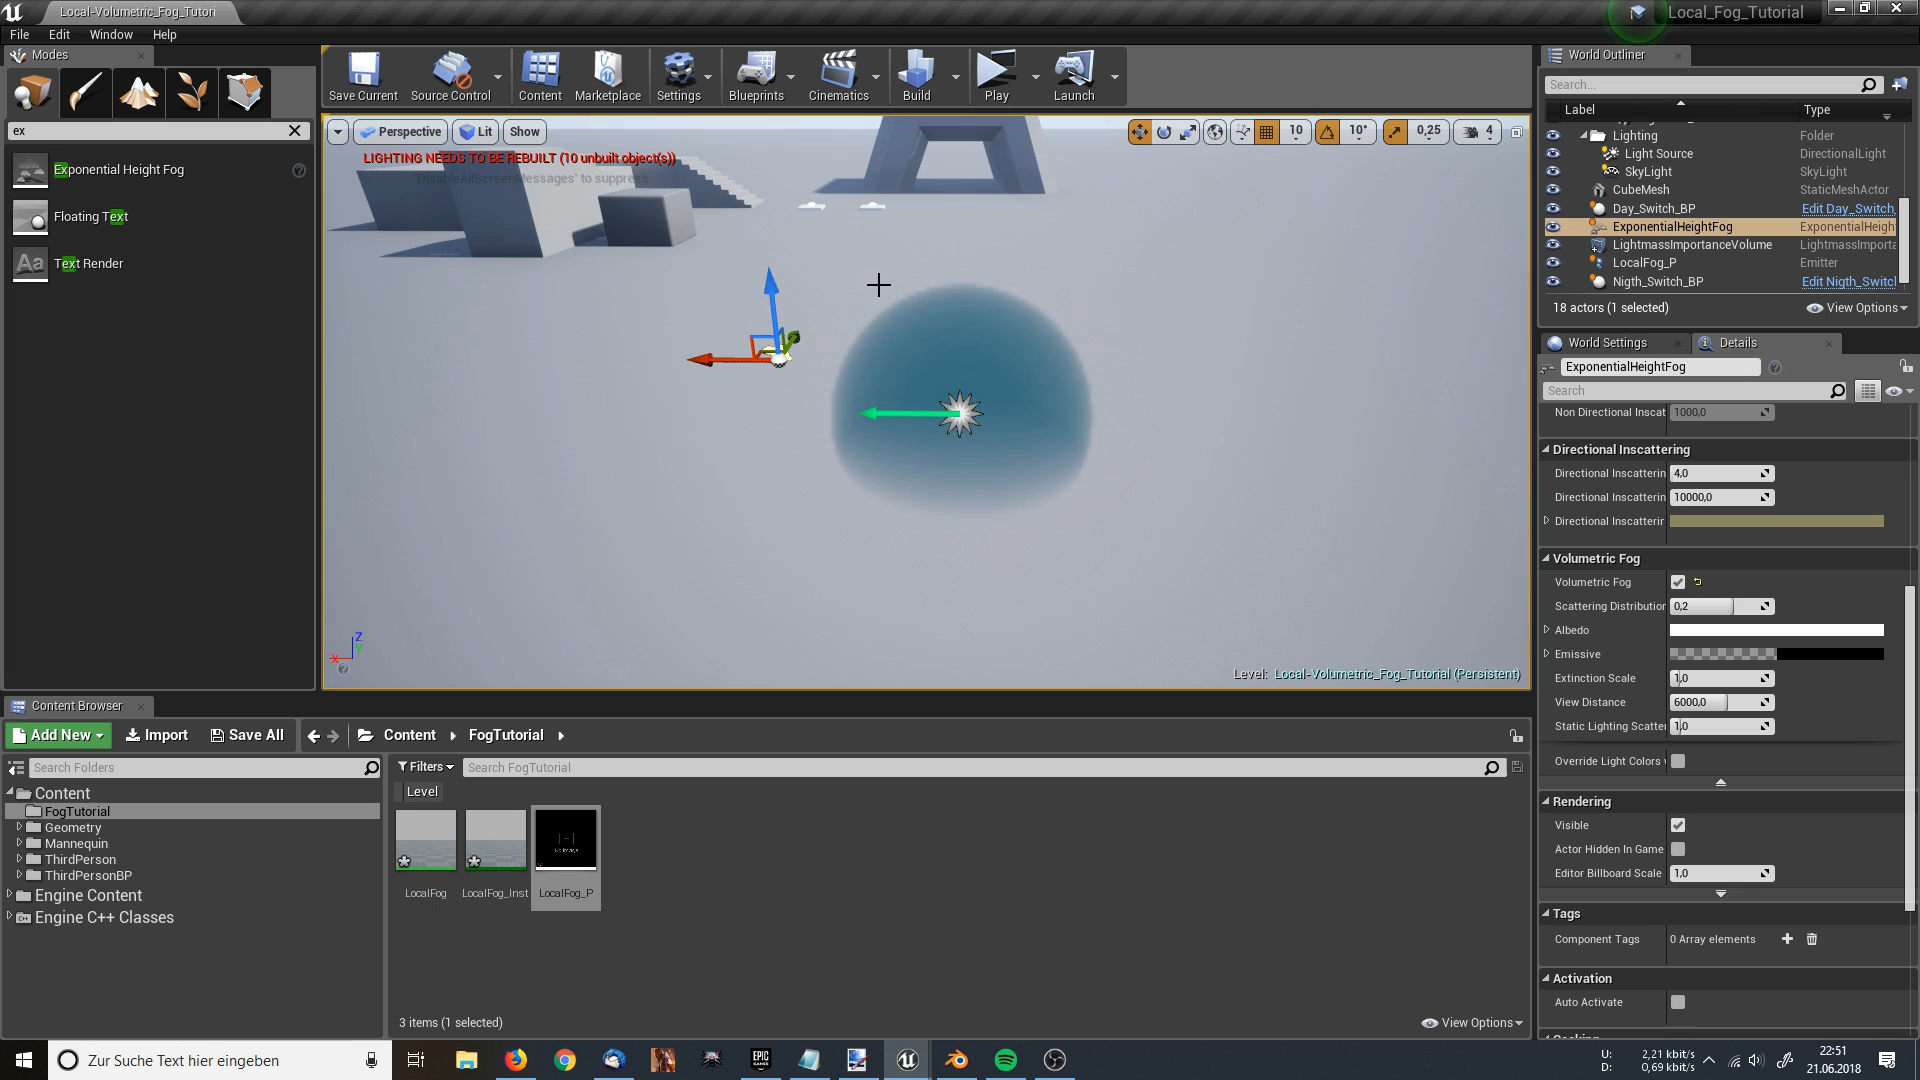 Local-Volumetric_Fog_Tutori
Local_Fog_Tutorial
File Edit Window Help
Modes
ex
Exponential Height Fog
Floating Text
Aa Text Render
Save Current
Source Control
Content
Marketplace
Settings
Blueprints
Cinematics
Build
Play
Launch
Perspective Lit Show
10 10° 0,25 4
LIGHTING NEEDS TO BE REBUILT (10 unbuilt object(s))
'DisableAllScreenMessages' to suppress
Z
Y
X
Level: Local-Volumetric_Fog_Tutorial (Persistent)
World Outliner
Search...
Label Type
Lighting Folder
Light Source DirectionalLight
SkyLight SkyLight
CubeMesh StaticMeshActor
Day_Switch_BP Edit Day_Switch_
ExponentialHeightFog ExponentialHeigh
LightmassImportanceVolume LightmassImporta
LocalFog_P Emitter
Nigth_Switch_BP Edit Nigth_Switcl
18 actors (1 selected) View Options
World Settings Details
ExponentialHeightFog
Search
Non Directional Inscat 1000,0
Directional Inscattering
Directional Inscatterin 4,0
Directional Inscatterin 10000,0
Directional Inscatterir
Volumetric Fog
Volumetric Fog
Scattering Distribution 0,2
Albedo
Emissive
Extinction Scale 1,0
View Distance 6000,0
Static Lighting Scatter 1,0
Override Light Colors
Rendering
Visible
Actor Hidden In Game
Editor Billboard Scale 1,0
Tags
Component Tags 0 Array elements
Activation
Auto Activate
Content Browser
Add New Import Save All Content FogTutorial
Search Folders
Filters Search FogTutorial
Level
Content
FogTutorial
Geometry
Mannequin
ThirdPerson
ThirdPersonBP
Engine Content
Engine C++ Classes
No Image
LocalFog LocalFog_Inst LocalFog_P
3 items (1 selected) View Options
Zur Suche Text hier eingeben
EPIC GAMES
U: 2,21 kbit/s
D: 0,69 kbit/s
22:51
21.06.2018